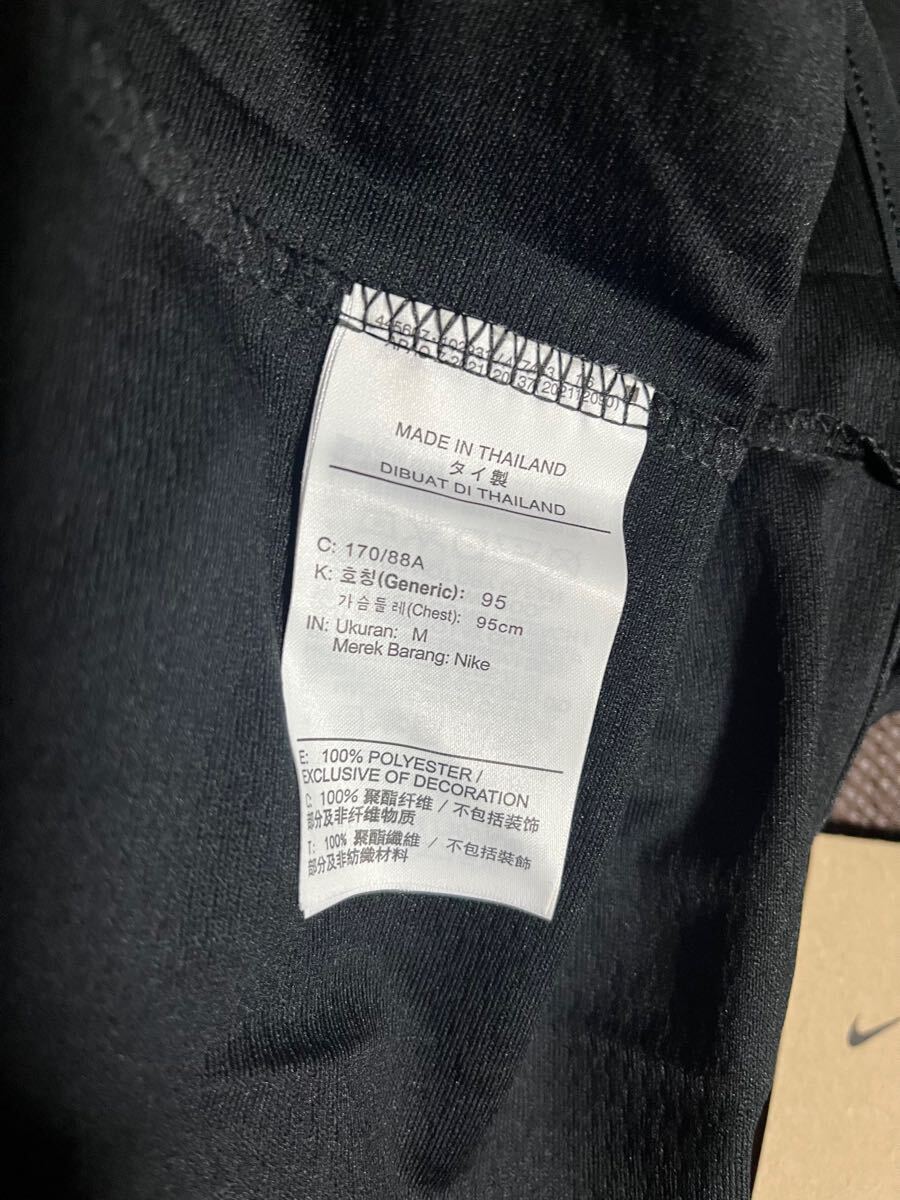 MADE IN THAILAND
タイ製
DIBUAT DI THAILAND
C: 170/88A
K: 호칭(Generic): 95
가슴둘레(Chest): 95cm
IN: Ukuran: M
Merek Barang: Nike
E: 100% POLYESTER /
EXCLUSIVE OF DECORATION
C: 100% 聚酯纤维 / 不包括装饰
部分及非纤维物质
T: 100% 聚酯纖維 / 不包括裝飾
部分及非紡織材料